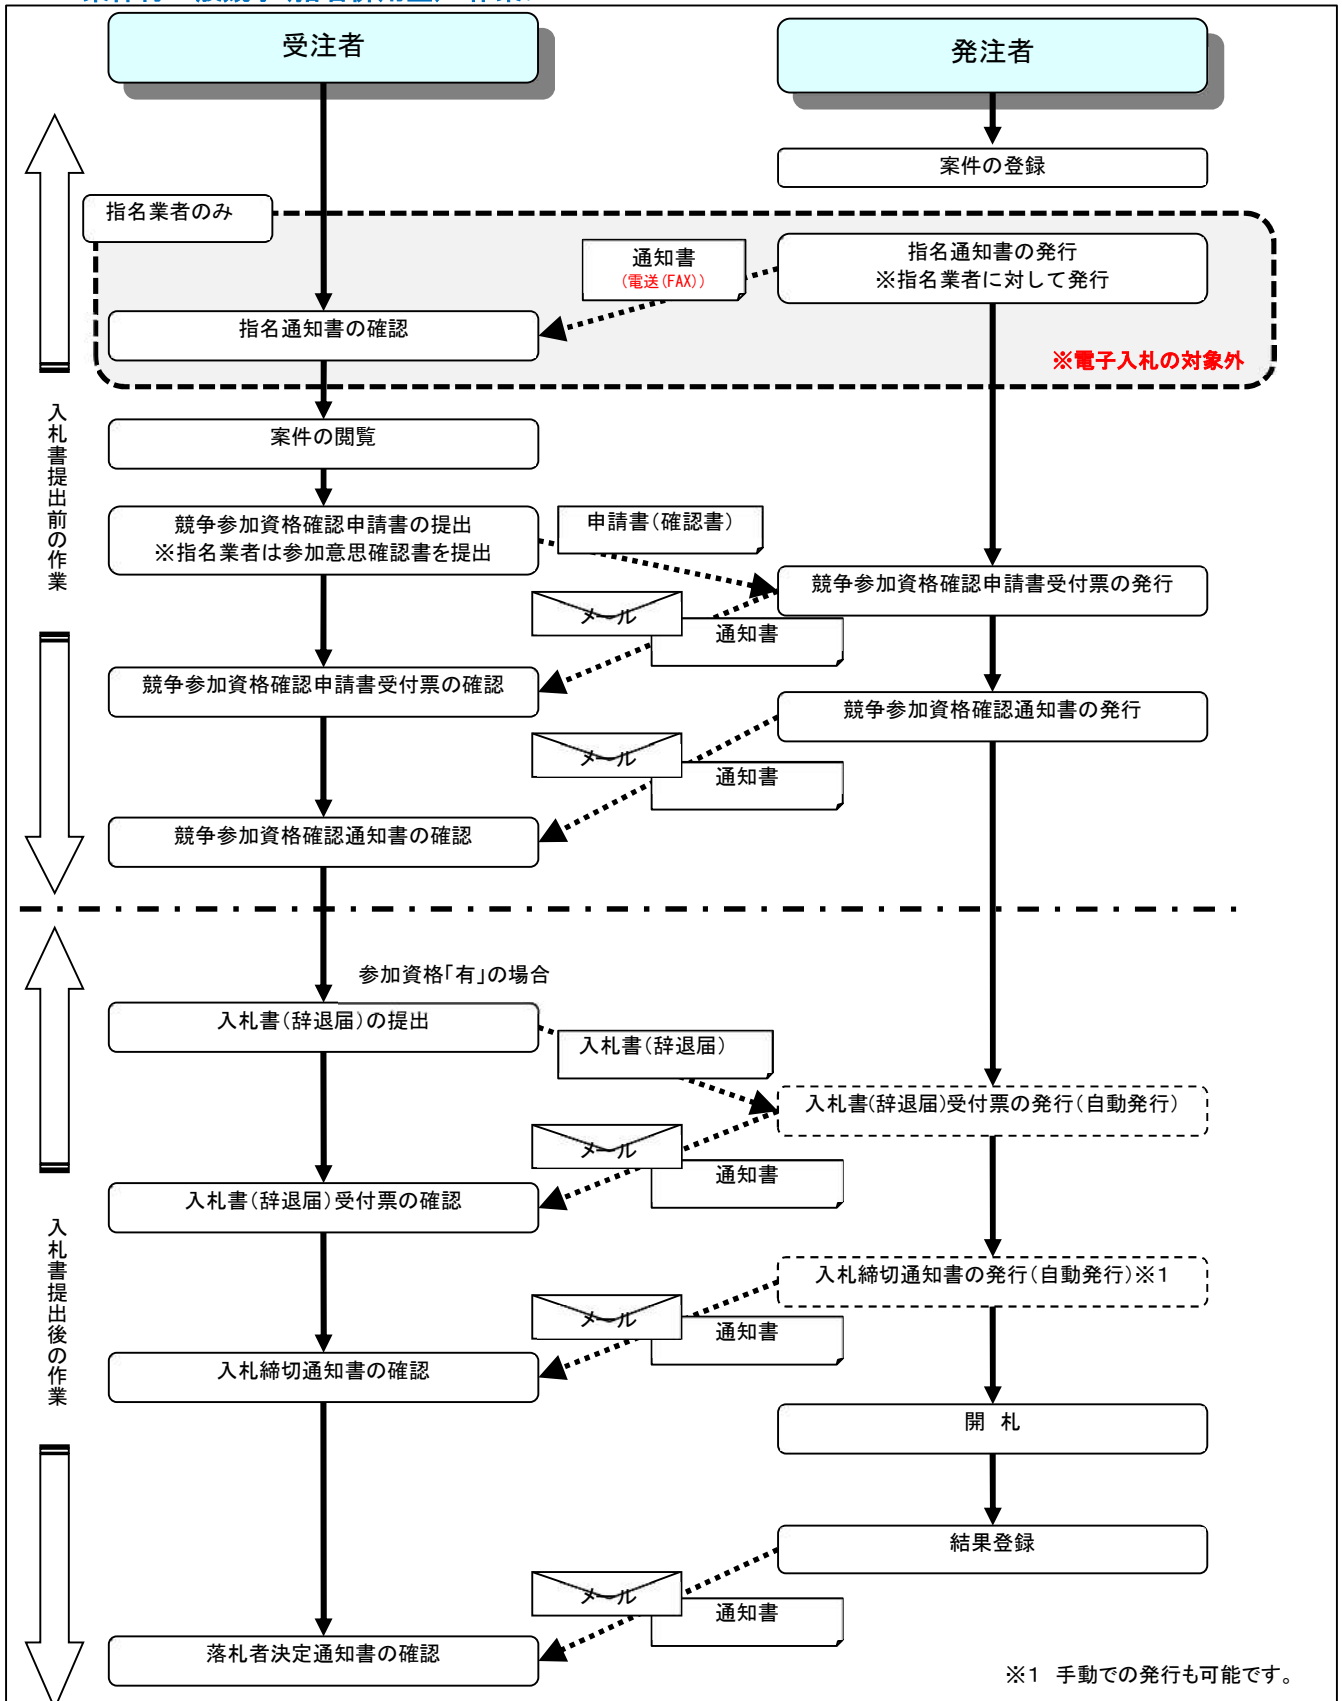 受注者
発注者
案件の登録
指名業者のみ
通知書
(電送(FAX))
指名通知書の発行
※指名業者に対して発行
指名通知書の確認
※電子入札の対象外
入札書提出前の作業
案件の閲覧
競争参加資格確認申請書の提出
※指名業者は参加意思確認書を提出
申請書(確認書)
競争参加資格確認申請書受付票の発行
メール
通知書
競争参加資格確認申請書受付票の確認
競争参加資格確認通知書の発行
メール
通知書
競争参加資格確認通知書の確認
参加資格「有」の場合
入札書(辞退届)の提出
入札書(辞退届)
入札書(辞退届)受付票の発行(自動発行)
メール
通知書
入札書(辞退届)受付票の確認
入札書提出後の作業
入札締切通知書の発行(自動発行)※1
メール
通知書
入札締切通知書の確認
開 札
結果登録
メール
通知書
落札者決定通知書の確認
※1 手動での発行も可能です。